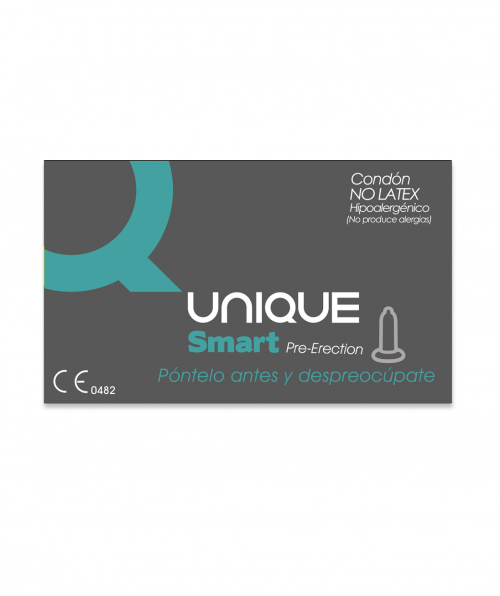 Condón
NO LATEX
Hipoalergénico
(No produce alergias)
UNIQUE
Smart Pre-Erection
Póntelo antes y despreocúpate
CE 0482